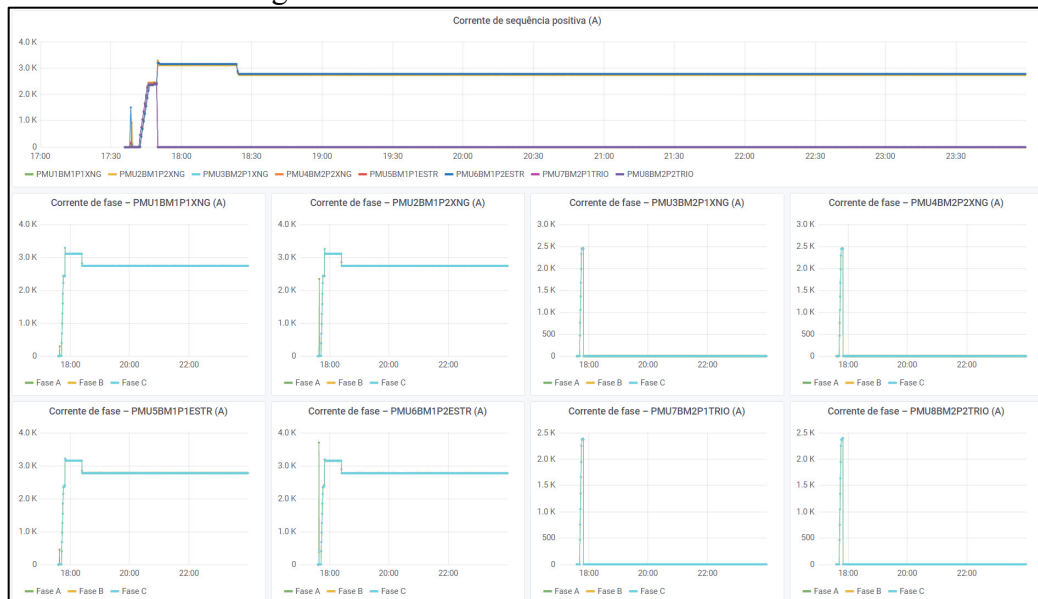 Corrente de sequência positiva (A)
4.0 K
3.0 K
2.0 K
1.0 K
0
17:00 17:30 18:00 18:30 19:00 19:30 20:00 20:30 21:00 21:30 22:00 22:30 23:00 23:30
PMU1BM1P1XNG PMU2BM1P2XNG PMU3BM2P1XNG PMU4BM2P2XNG PMU5BM1P1ESTR PMU6BM1P2ESTR PMU7BM2P1TRIO PMU8BM2P2TRIO
Corrente de fase – PMU1BM1P1XNG (A)
4.0 K
3.0 K
2.0 K
1.0 K
0
18:00 20:00 22:00
Fase A Fase B Fase C
Corrente de fase – PMU2BM1P2XNG (A)
4.0 K
3.0 K
2.0 K
1.0 K
0
18:00 20:00 22:00
Fase A Fase B Fase C
Corrente de fase – PMU3BM2P1XNG (A)
3.0 K
2.5 K
2.0 K
1.5 K
1.0 K
500
0
18:00 20:00 22:00
Fase A Fase B Fase C
Corrente de fase – PMU4BM2P2XNG (A)
3.0 K
2.5 K
2.0 K
1.5 K
1.0 K
500
0
18:00 20:00 22:00
Fase A Fase B Fase C
Corrente de fase – PMU5BM1P1ESTR (A)
4.0 K
3.0 K
2.0 K
1.0 K
0
18:00 20:00 22:00
Fase A Fase B Fase C
Corrente de fase – PMU6BM1P2ESTR (A)
4.0 K
3.0 K
2.0 K
1.0 K
0
18:00 20:00 22:00
Fase A Fase B Fase C
Corrente de fase – PMU7BM2P1TRIO (A)
2.5 K
2.0 K
1.5 K
1.0 K
500
0
18:00 20:00 22:00
Fase A Fase B Fase C
Corrente de fase – PMU8BM2P2TRIO (A)
2.5 K
2.0 K
1.5 K
1.0 K
500
0
18:00 20:00 22:00
Fase A Fase B Fase C